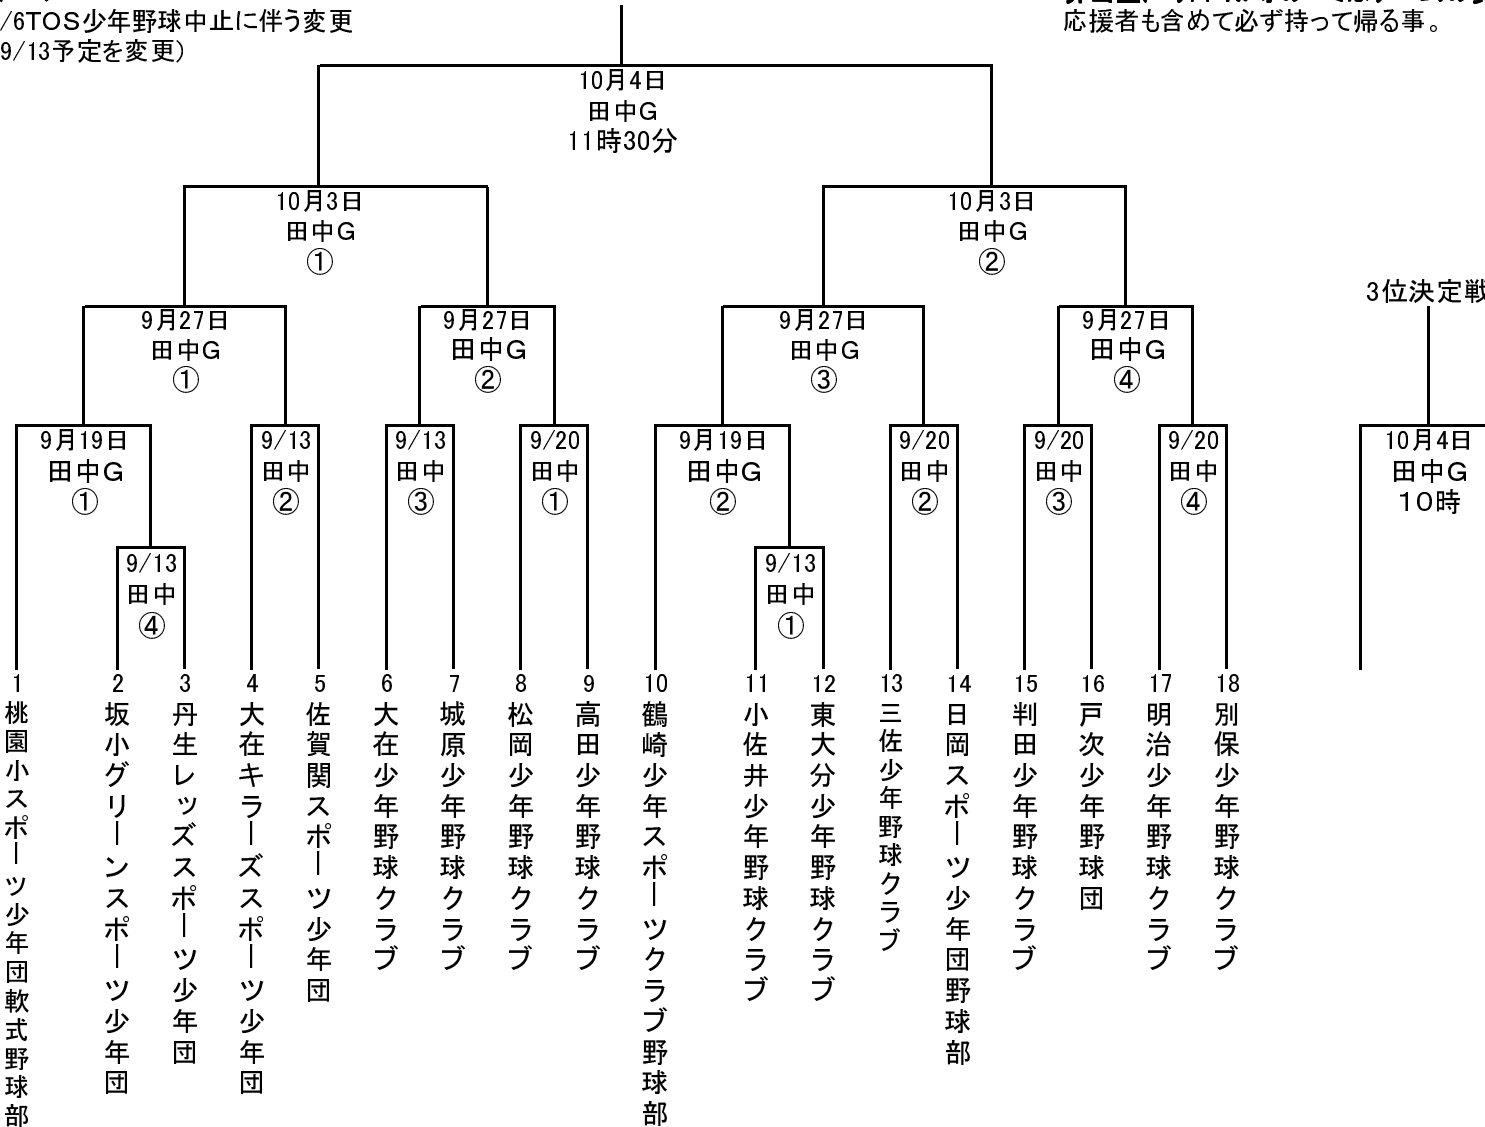 /6TOS少年野球中止に伴う変更
9/13予定を変更)
応援者も含めて必ず持って帰る事。
10月4日
田中G
11時30分
10月3日
田中G
①
10月3日
田中G
②
3位決定戦
9月27日
田中G
①
9月27日
田中G
②
9月27日
田中G
③
9月27日
田中G
④
9月19日
田中G
①
9/13
田中
②
9/13
田中
③
9/20
田中
①
9月19日
田中G
②
9/20
田中
②
9/20
田中
③
9/20
田中
④
10月4日
田中G
10時
9/13
田中
④
9/13
田中
①
1
桃園小スポーツ少年団軟式野球部
2
坂小グリーンスポーツ少年団
3
丹生レッズスポーツ少年団
4
大在キラーズスポーツ少年団
5
佐賀関スポーツ少年団
6
大在少年野球クラブ
7
城原少年野球クラブ
8
松岡少年野球クラブ
9
高田少年野球クラブ
10
鶴崎少年スポーツクラブ野球部
11
小佐井少年野球クラブ
12
東大分少年野球クラブ
13
三佐少年野球クラブ
14
日岡スポーツ少年団野球部
15
判田少年野球クラブ
16
戸次少年野球団
17
明治少年野球クラブ
18
別保少年野球クラブ